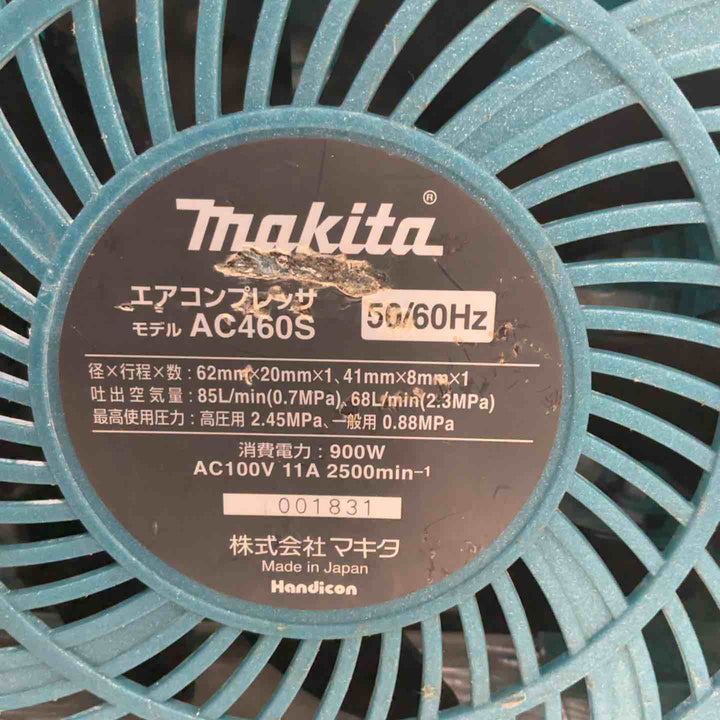 makita®
エアコンプレッサ
モデル AC460S
50/60Hz
径×行程×数：62mm×20mm×1、41mm×8mm×1
吐出空気量：85L/min(0.7MPa)、68L/min(2.3MPa)
最高使用圧力：高圧用 2.45MPa、一般用 0.88MPa
消費電力：900W
AC100V 11A 2500min⁻¹
001831
株式会社 マキタ
Made in Japan
Handicon